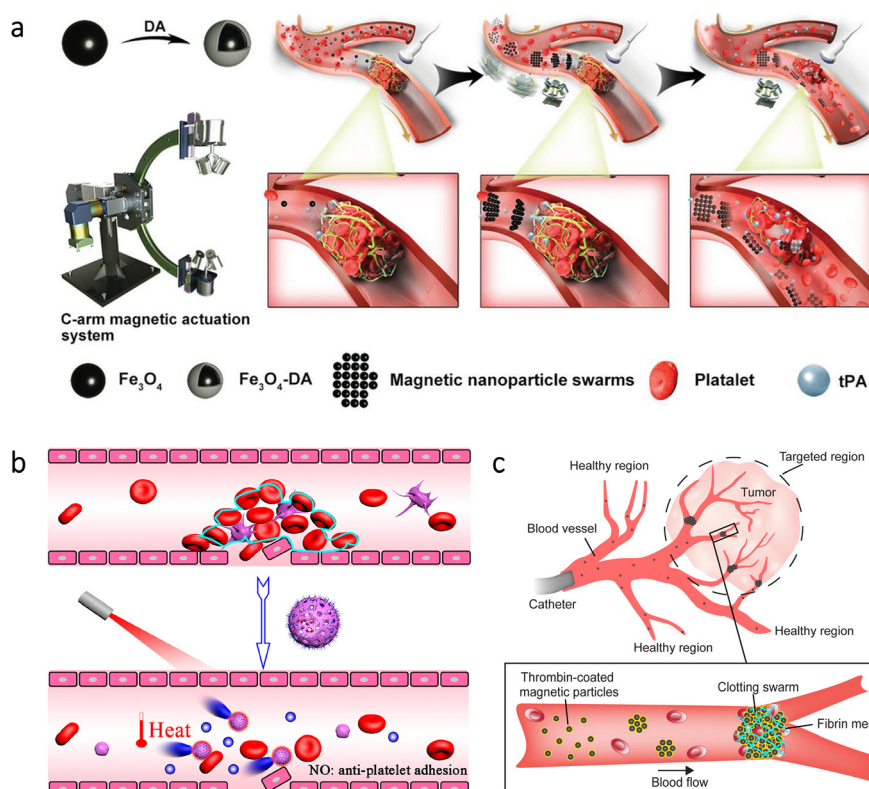 a
DA
C-arm magnetic actuation
system
Fe3O4
Fe3O4-DA
Magnetic nanoparticle swarms
Platalet
tPA
b
Heat
NO: anti-platelet adhesion
c
Healthy region
Targeted region
Tumor
Blood vessel
Catheter
Healthy region
Healthy region
Thrombin-coated
magnetic particles
Clotting swarm
Fibrin me
Blood flow